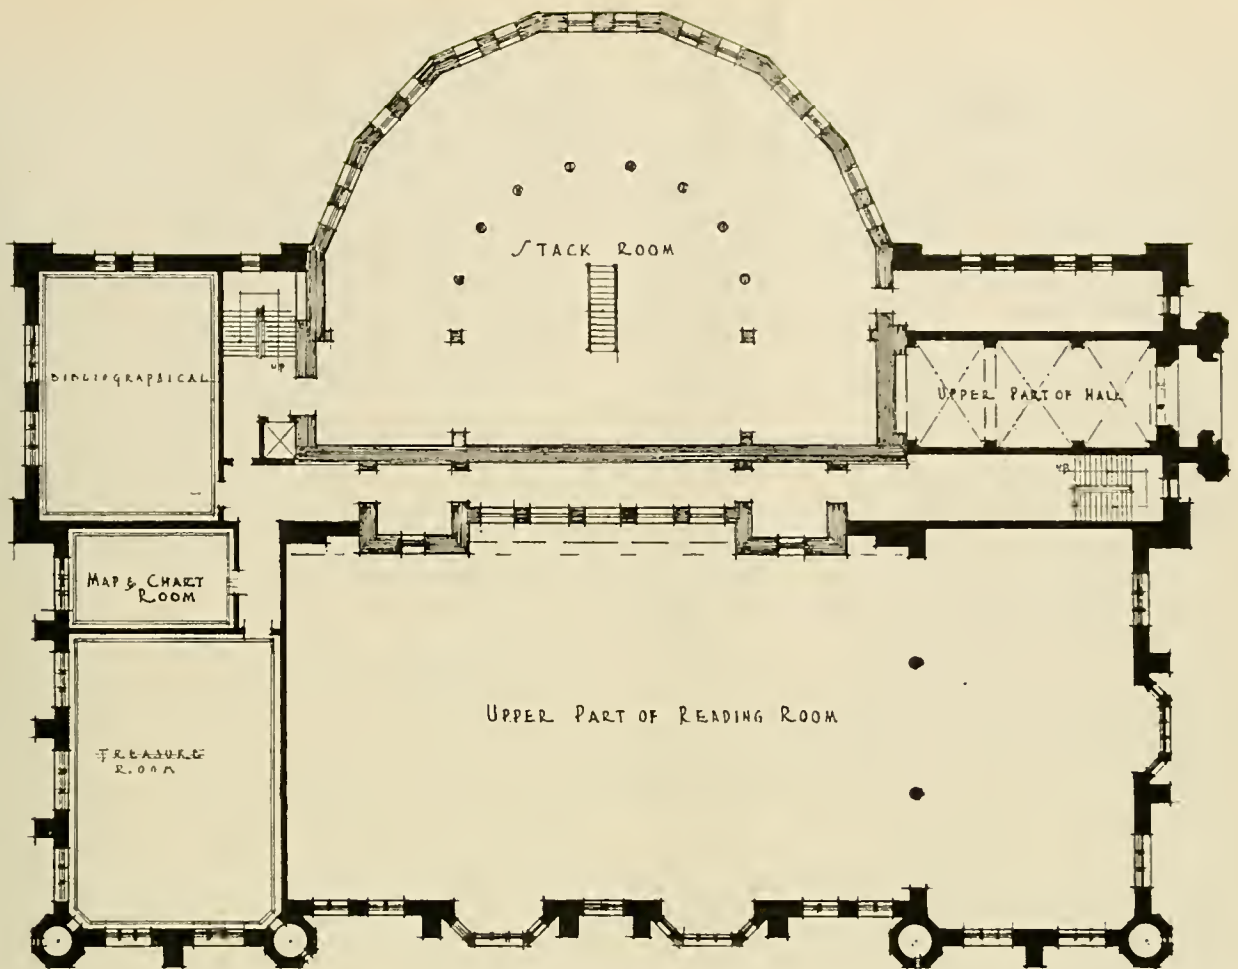 STACK ROOM
UP
BIBLIOGRAPHICAL
UPPER PART OF HALL
UP
MAP & CHART
ROOM
UPPER PART OF READING ROOM
TREASURE
ROOM